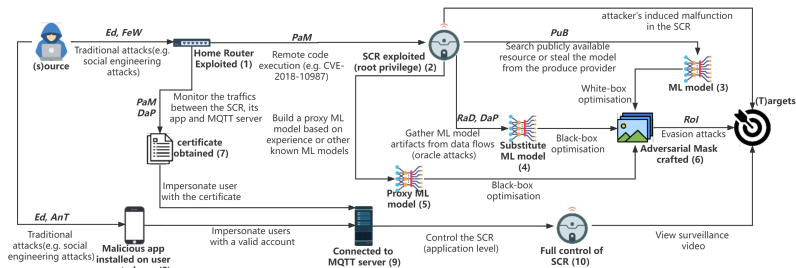 attacker's induced malfunction
in the SCR
Ed, FeW
Traditional attacks(e.g.
social engineering
attacks)
(s)ource
Home Router
Exploited (1)
PaM
Remote code
execution (e.g. CVE-
2018-10987)
SCR exploited
(root privilege) (2)
PuB
Search publicly available
resource or steal the model
from the produce provider
ML model (3)
White-box
optimisation
(T)argets
PaM
DaP
Monitor the traffics
between the SCR, its
app and MQTT server
Build a proxy ML
model based on
experience or other
known ML models
RaD, DaP
Gather ML model
artifacts from data flows
(oracle attacks)
Substitute
ML model
(4)
Black-box
optimisation
RoI
Evasion attacks
Adversarial Mask
crafted (6)
certificate
obtained (7)
Proxy ML
model (5)
Black-box
optimisation
Impersonate user
with the certificate
Ed, AnT
Traditional
attacks(e.g. social
engineering attacks)
Malicious app
installed on user
Impersonate users
with a valid account
Connected to
MQTT server (9)
Control the SCR
(application level)
Full control of
SCR (10)
View surveillance
video